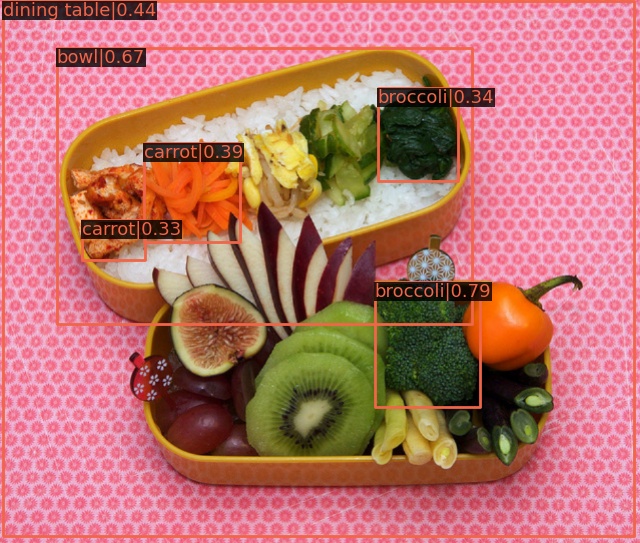 dining table|0.44
bowl|0.67
broccoli|0.34
carrot|0.39
carrot|0.33
broccoli|0.79